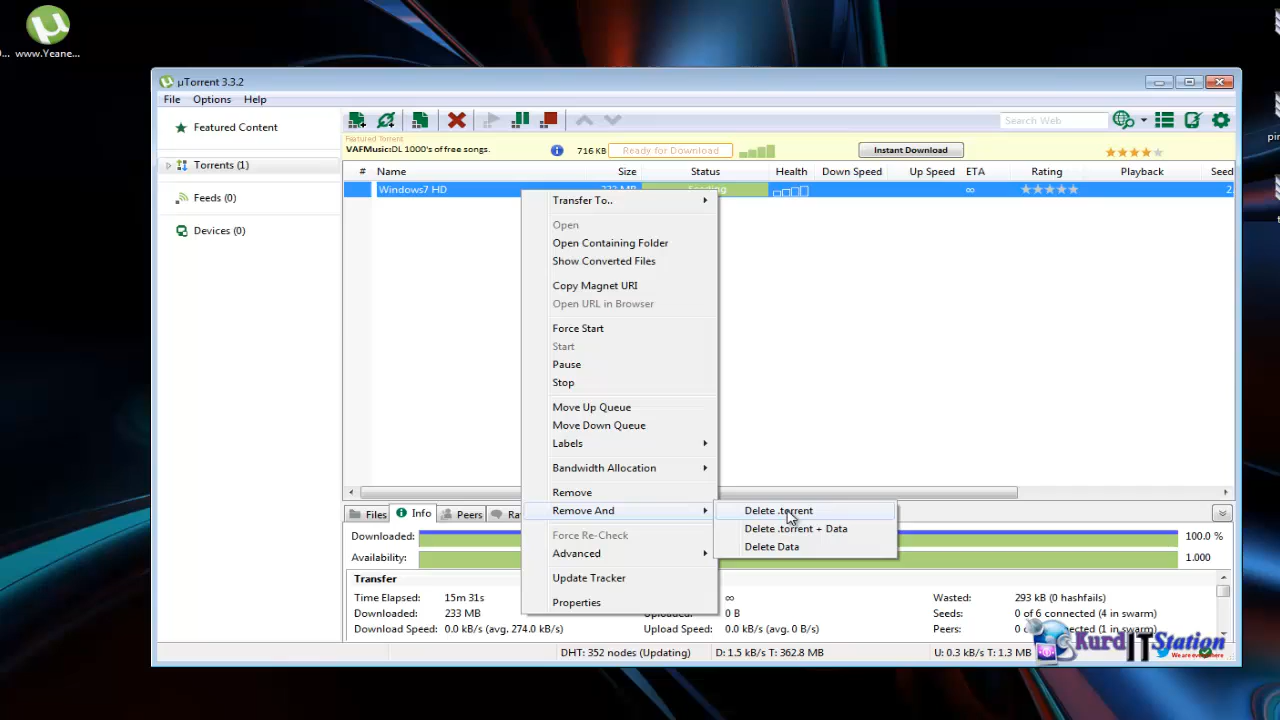 www.Yeane...
µTorrent 3.3.2
File Options Help
Featured Content
Torrents (1)
Feeds (0)
Devices (0)
Search Web
Featured Torrent
VAFMusic:DL 1000's of free songs.
716 KB
Ready for Download
Instant Download
# Name Size Status Health Down Speed Up Speed ETA Rating Playback Seed
Windows7 HD 233 MB Seeding ∞ 2.
Transfer To..
Open
Open Containing Folder
Show Converted Files
Copy Magnet URI
Open URL in Browser
Force Start
Start
Pause
Stop
Move Up Queue
Move Down Queue
Labels
Bandwidth Allocation
Remove
Remove And
Force Re-Check
Advanced
Update Tracker
Properties
Delete .torrent
Delete .torrent + Data
Delete Data
Files Info Peers Ra
Downloaded: 100.0 %
Availability: 1.000
Transfer
Time Elapsed: 15m 31s ∞ Wasted: 293 kB (0 hashfails)
Downloaded: 233 MB Uploaded: 0 B Seeds: 0 of 6 connected (4 in swarm)
Download Speed: 0.0 kB/s (avg. 274.0 kB/s) Upload Speed: 0.0 kB/s (avg. 0 B/s) Peers: 0 connected (1 in swarm)
DHT: 352 nodes (Updating) D: 1.5 kB/s T: 362.8 MB U: 0.3 kB/s T: 1.3 MB
Kurd IT Station
We are everywhere